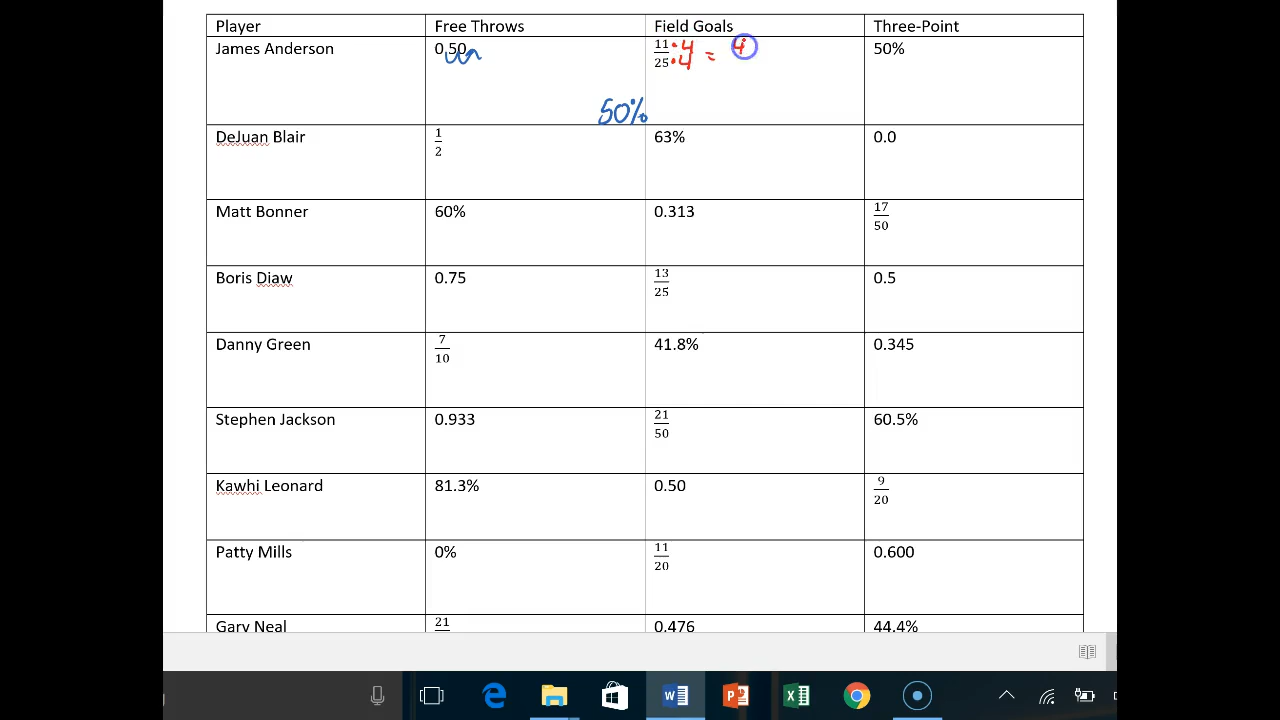 Player Free Throws Field Goals Three-Point
James Anderson 0.50 11/25 · 4/· 4 = 4 50%
50%
DeJuan Blair 1/2 63% 0.0
Matt Bonner 60% 0.313 17/50
Boris Diaw 0.75 13/25 0.5
Danny Green 7/10 41.8% 0.345
Stephen Jackson 0.933 21/50 60.5%
Kawhi Leonard 81.3% 0.50 9/20
Patty Mills 0% 11/20 0.600
Gary Neal 21 0.476 44.4%